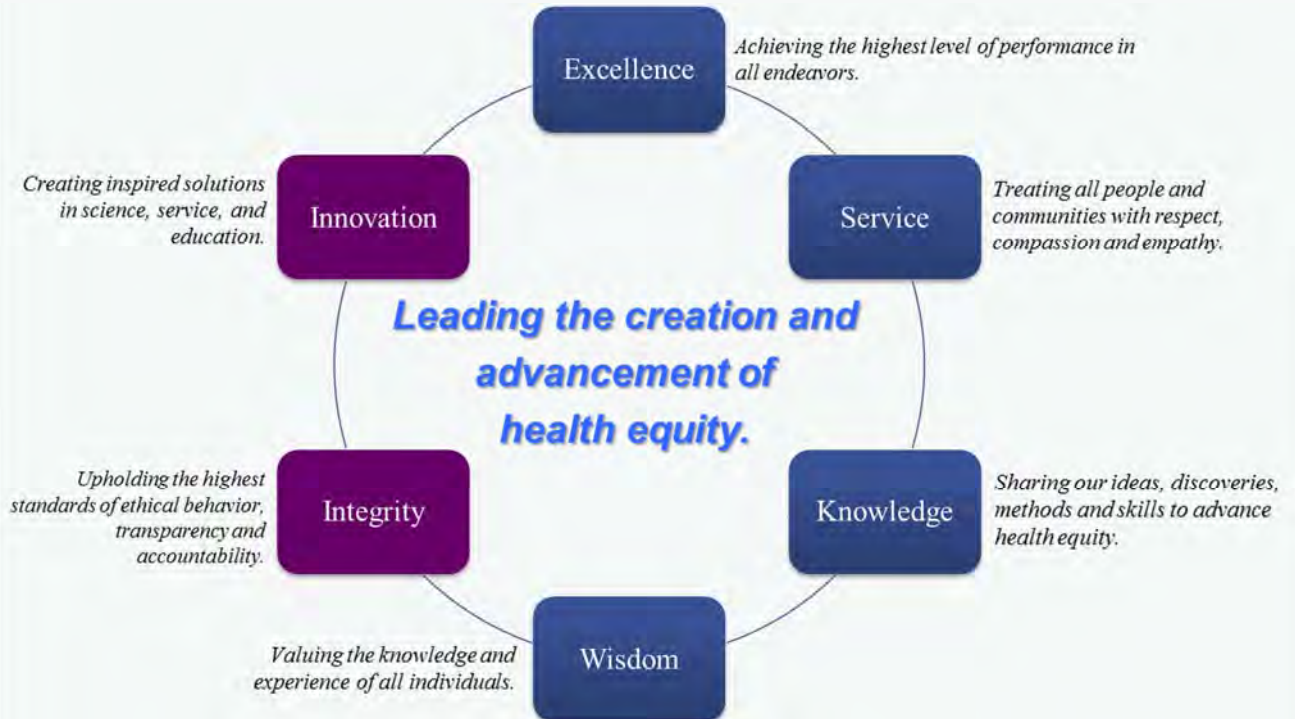 Excellence
Achieving the highest level of performance in
all endeavors.
Service
Treating all people and
communities with respect,
compassion and empathy.
Knowledge
Sharing our ideas, discoveries,
methods and skills to advance
health equity.
Wisdom
Valuing the knowledge and
experience of all individuals.
Integrity
Upholding the highest
standards of ethical behavior,
transparency and
accountability.
Innovation
Creating inspired solutions
in science, service, and
education.
Leading the creation and
advancement of
health equity.